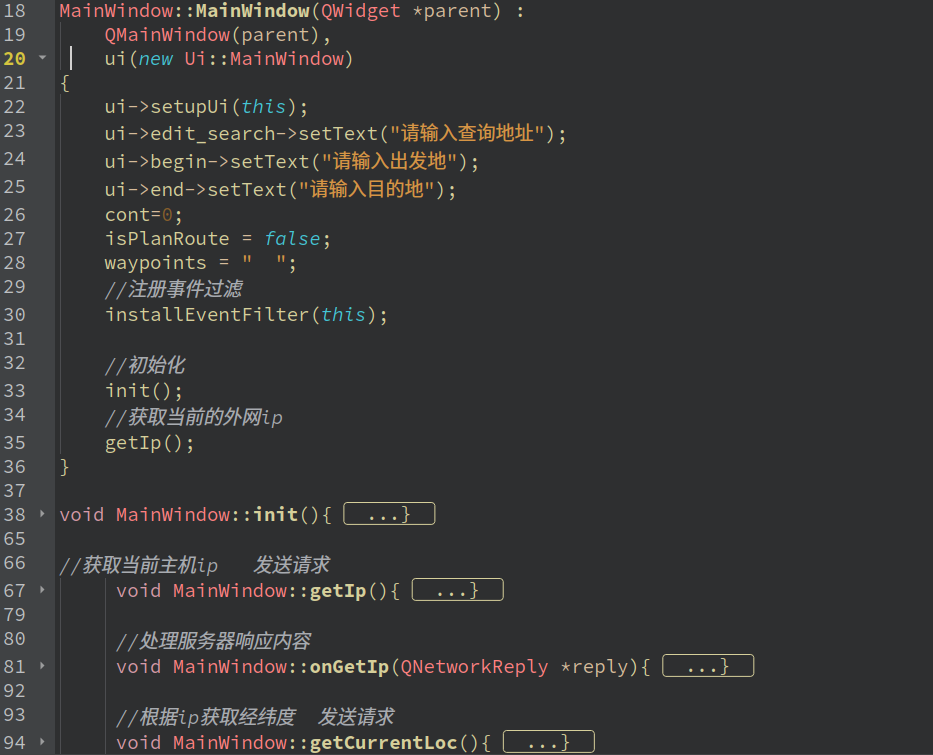 18 MainWindow::MainWindow(QWidget *parent) :
19     QMainWindow(parent),
20     ui(new Ui::MainWindow)
21 {
22     ui->setupUi(this);
23     ui->edit_search->setText("请输入查询地址");
24     ui->begin->setText("请输入出发地");
25     ui->end->setText("请输入目的地");
26     cont=0;
27     isPlanRoute = false;
28     waypoints = "  ";
29     //注册事件过滤
30     installEventFilter(this);
31
32     //初始化
33     init();
34     //获取当前的外网ip
35     getIp();
36 }
37
38 void MainWindow::init(){ ...}
65
66 //获取当前主机ip   发送请求
67      void MainWindow::getIp(){ ...}
79
80      //处理服务器响应内容
81      void MainWindow::onGetIp(QNetworkReply *reply){ ...}
92
93      //根据ip获取经纬度  发送请求
94      void MainWindow::getCurrentLoc(){ ...}